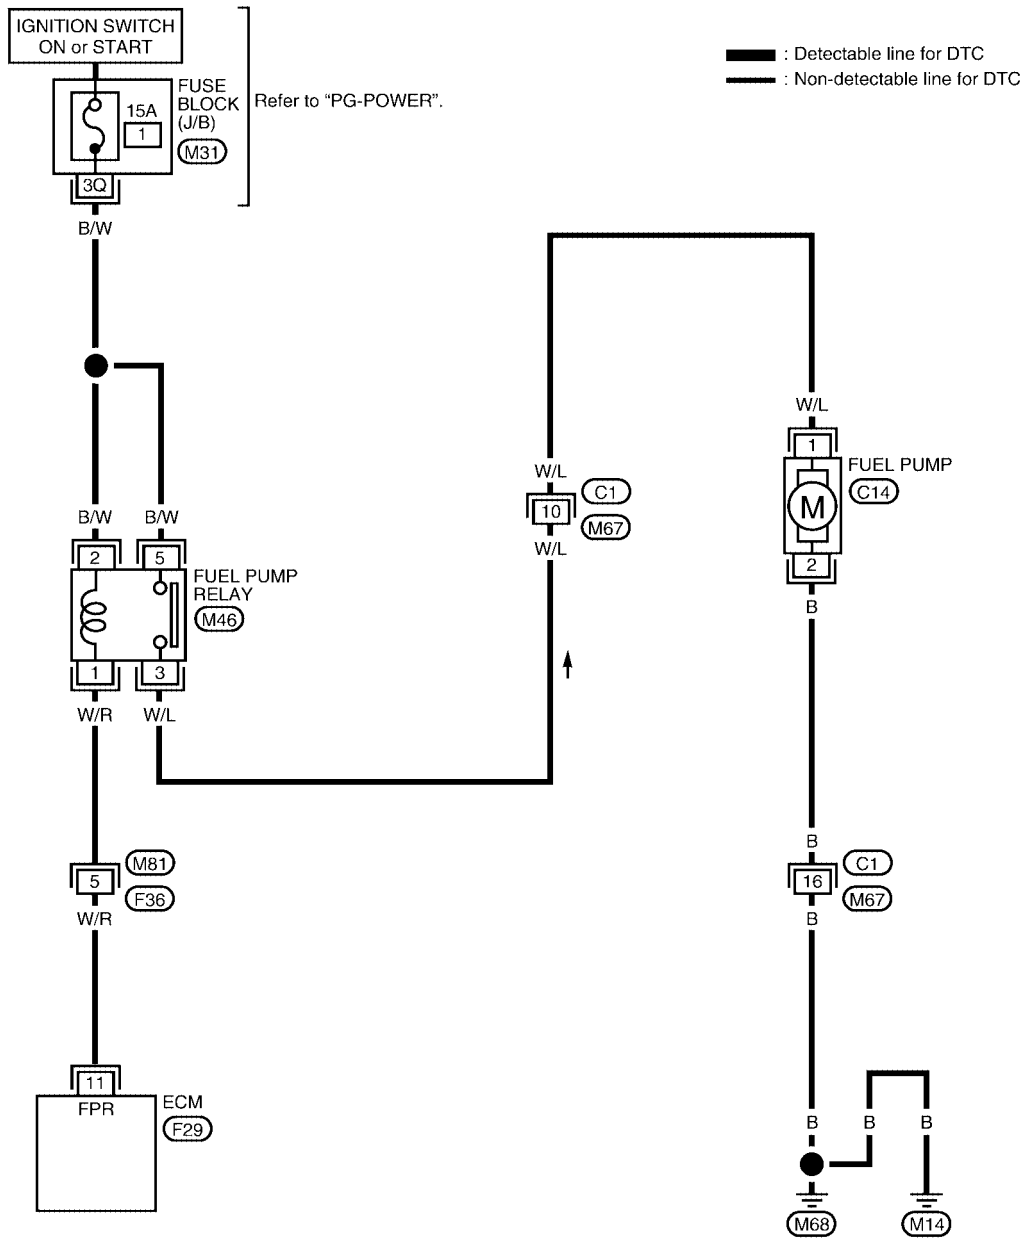 IGNITION SWITCH
ON or START
: Detectable line for DTC
: Non-detectable line for DTC
FUSE
BLOCK
(J/B)
Refer to “PG-POWER”.
15A
1
M31
3Q
B/W
W/L
1
FUEL PUMP
C14
M
2
B
W/L
10
C1
M67
W/L
B/W
B/W
2
5
FUEL PUMP
RELAY
M46
1
3
W/R
W/L
B
M81
5
F36
W/R
C1
16
M67
B
11
FPR
ECM
F29
B
B
B
M68
M14